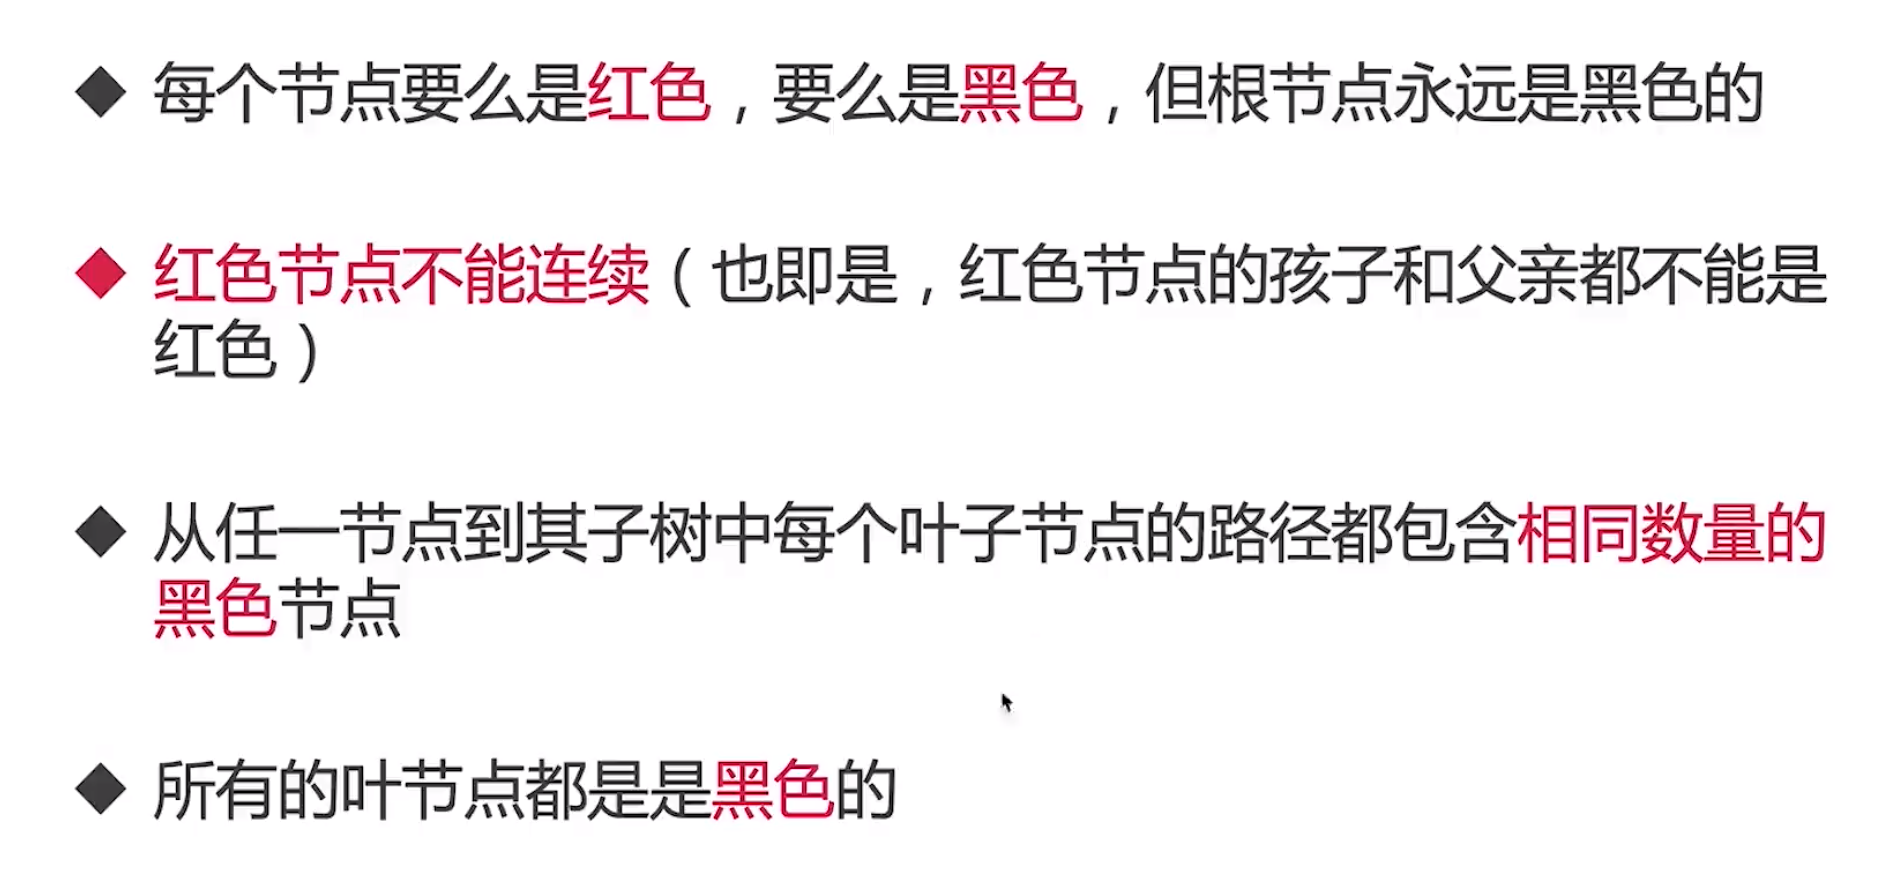 ◆ 每个节点要么是红色，要么是黑色，但根节点永远是黑色的
◆ 红色节点不能连续（也即是，红色节点的孩子和父亲都不能是
红色）
◆ 从任一节点到其子树中每个叶子节点的路径都包含相同数量的
黑色节点
◆ 所有的叶节点都是是黑色的